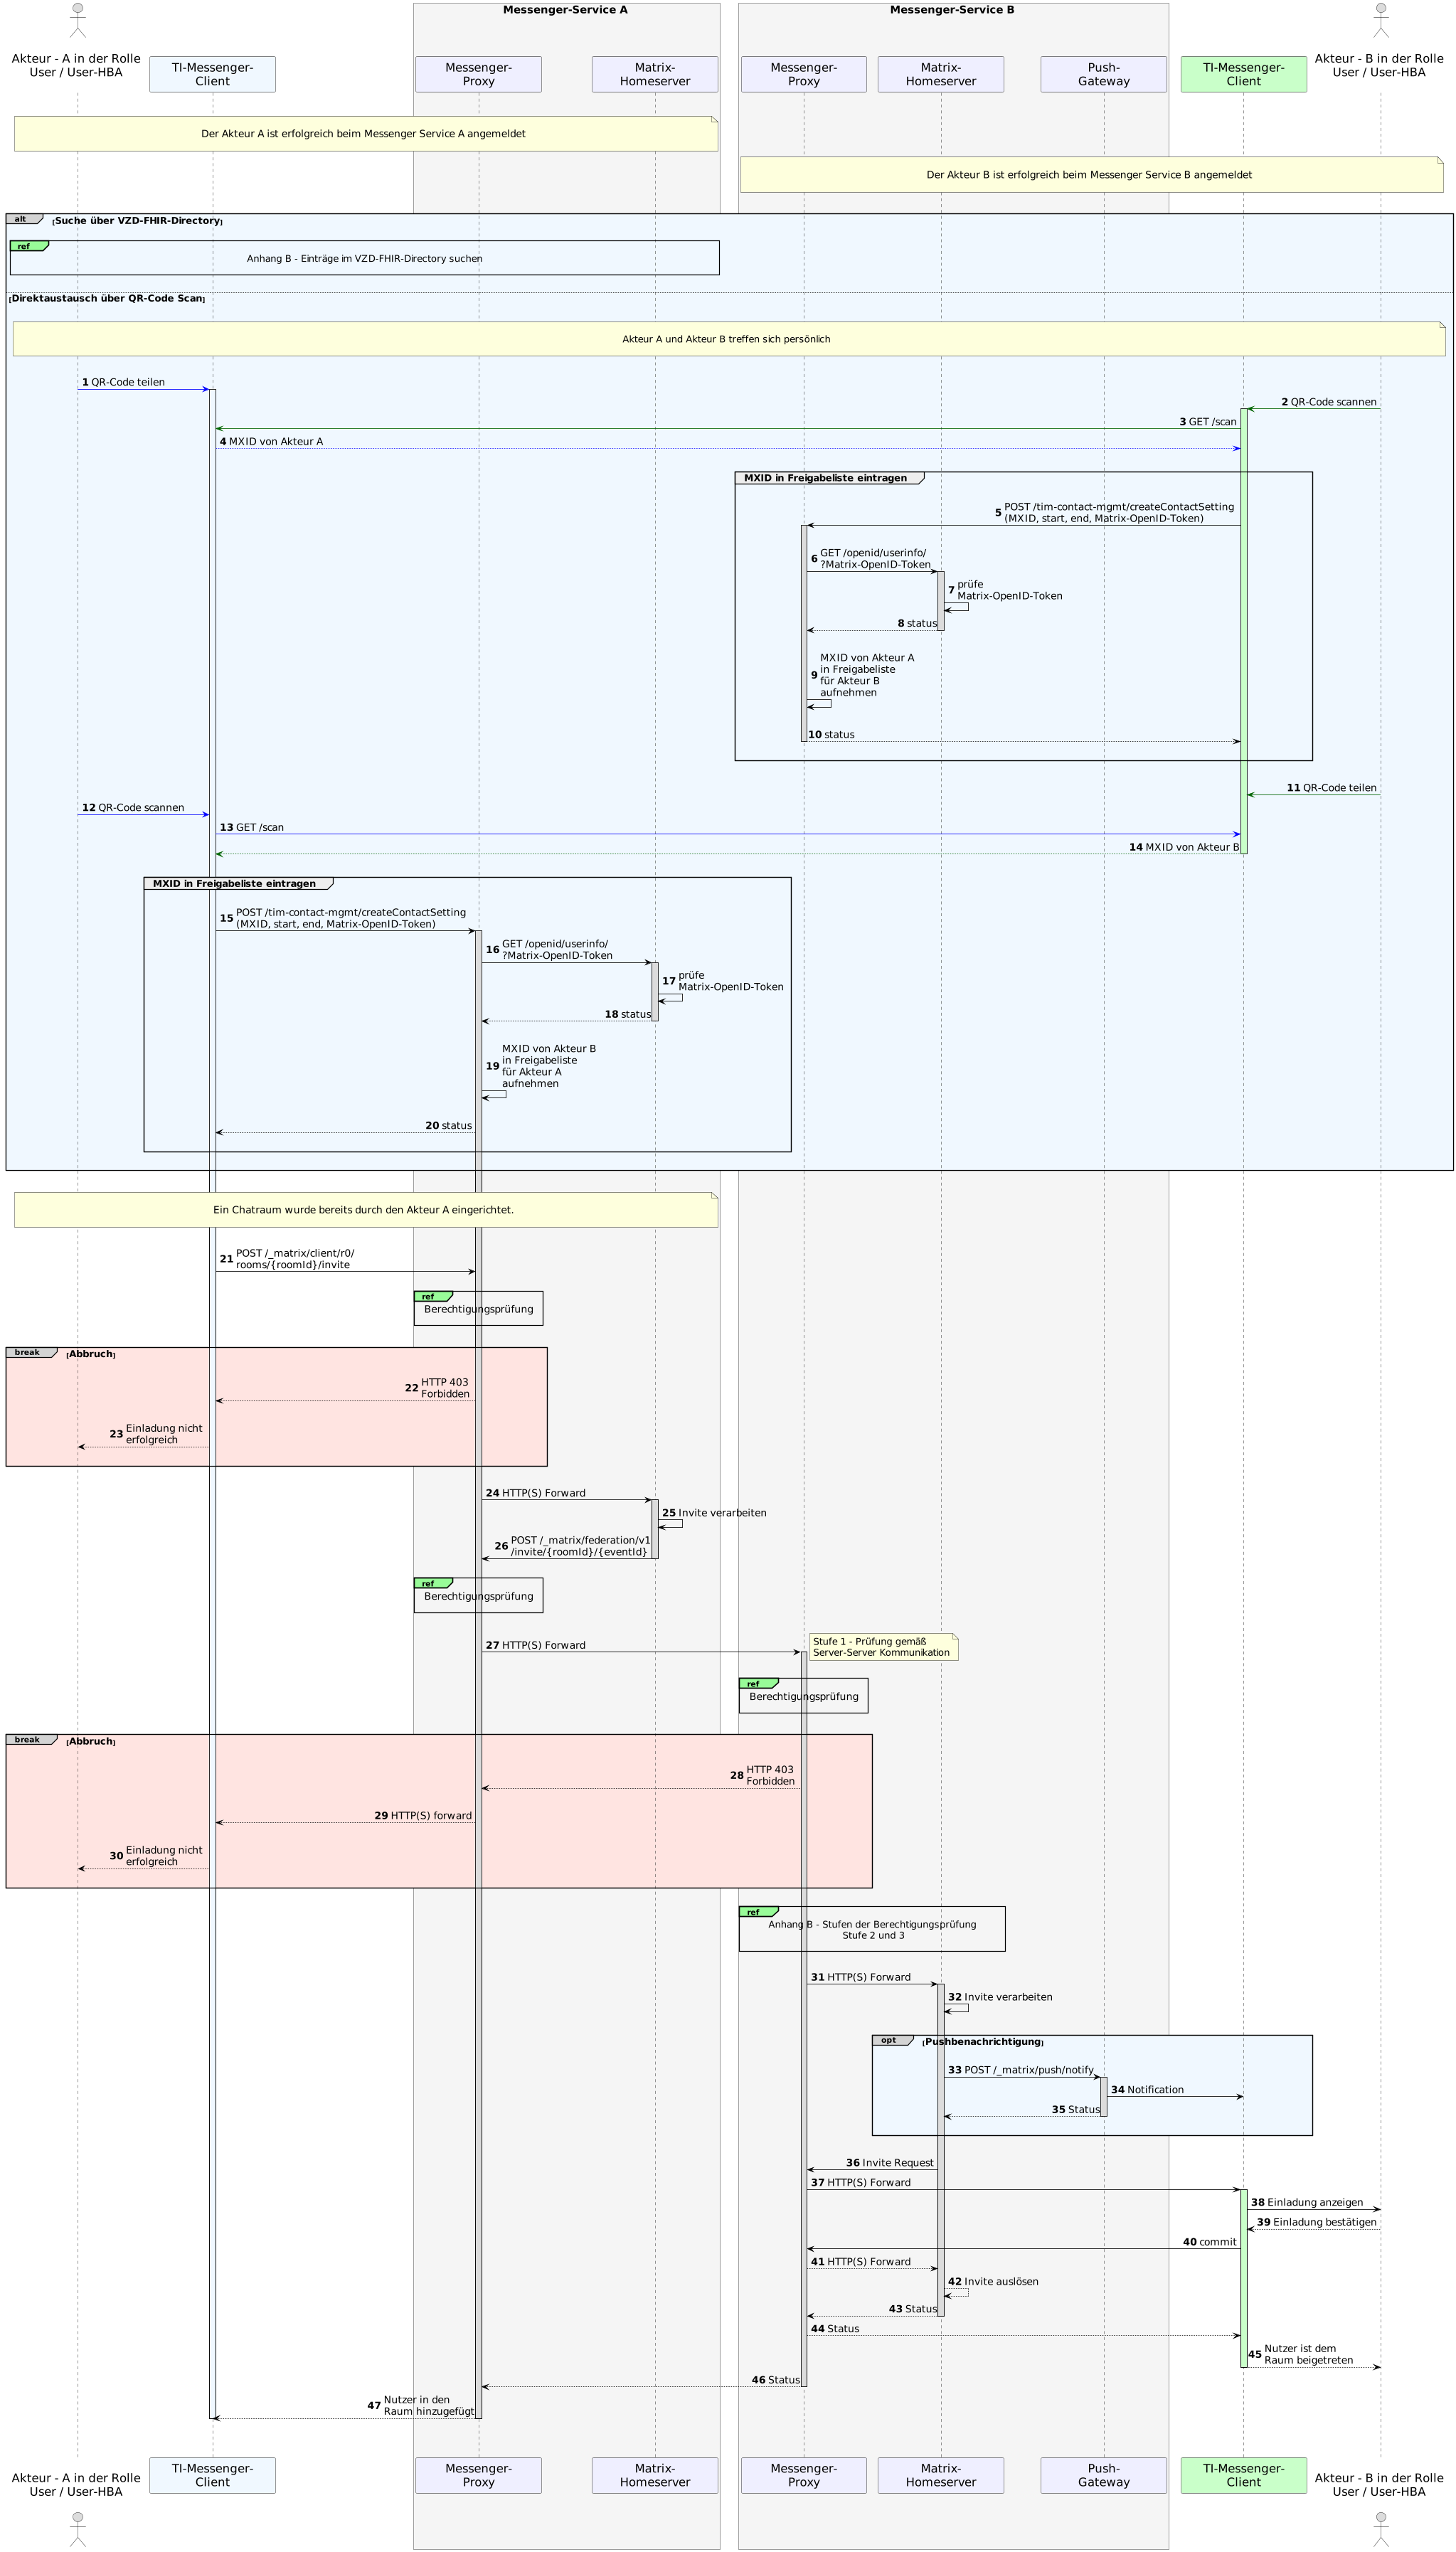 Messenger-Service A
Messenger-Service B
Akteur - A in der Rolle
User / User-HBA
TI-Messenger-
Client
Messenger-
Proxy
Matrix-
Homeserver
Messenger-
Proxy
Matrix-
Homeserver
Push-
Gateway
TI-Messenger-
Client
Akteur - B in der Rolle
User / User-HBA
Der Akteur A ist erfolgreich beim Messenger Service A angemeldet
Der Akteur B ist erfolgreich beim Messenger Service B angemeldet
alt [Suche über VZD-FHIR-Directory]
ref
Anhang B - Einträge im VZD-FHIR-Directory suchen
[Direktaustausch über QR-Code Scan]
Akteur A und Akteur B treffen sich persönlich
1 QR-Code teilen
2 QR-Code scannen
3 GET /scan
4 MXID von Akteur A
MXID in Freigabeliste eintragen
5 POST /tim-contact-mgmt/createContactSetting
(MXID, start, end, Matrix-OpenID-Token)
6 GET /openid/userinfo/
?Matrix-OpenID-Token
7 prüfe
Matrix-OpenID-Token
8 status
9 MXID von Akteur A
in Freigabeliste
für Akteur B
aufnehmen
10 status
11 QR-Code teilen
12 QR-Code scannen
13 GET /scan
14 MXID von Akteur B
MXID in Freigabeliste eintragen
15 POST /tim-contact-mgmt/createContactSetting
(MXID, start, end, Matrix-OpenID-Token)
16 GET /openid/userinfo/
?Matrix-OpenID-Token
17 prüfe
Matrix-OpenID-Token
18 status
19 MXID von Akteur B
in Freigabeliste
für Akteur A
aufnehmen
20 status
Ein Chatraum wurde bereits durch den Akteur A eingerichtet.
21 POST /_matrix/client/r0/
rooms/{roomId}/invite
ref
Berechtigungsprüfung
break [Abbruch]
22 HTTP 403
Forbidden
23 Einladung nicht
erfolgreich
24 HTTP(S) Forward
25 Invite verarbeiten
26 POST /_matrix/federation/v1
/invite/{roomId}/{eventId}
ref
Berechtigungsprüfung
27 HTTP(S) Forward
Stufe 1 - Prüfung gemäß
Server-Server Kommunikation
ref
Berechtigungsprüfung
break [Abbruch]
28 HTTP 403
Forbidden
29 HTTP(S) forward
30 Einladung nicht
erfolgreich
ref
Anhang B - Stufen der Berechtigungsprüfung
Stufe 2 und 3
31 HTTP(S) Forward
32 Invite verarbeiten
opt [Pushbenachrichtigung]
33 POST /_matrix/push/notify
34 Notification
35 Status
36 Invite Request
37 HTTP(S) Forward
38 Einladung anzeigen
39 Einladung bestätigen
40 commit
41 HTTP(S) Forward
42 Invite auslösen
43 Status
44 Status
45 Nutzer ist dem
Raum beigetreten
46 Status
47 Nutzer in den
Raum hinzugefügt
Akteur - A in der Rolle
User / User-HBA
TI-Messenger-
Client
Messenger-
Proxy
Matrix-
Homeserver
Messenger-
Proxy
Matrix-
Homeserver
Push-
Gateway
TI-Messenger-
Client
Akteur - B in der Rolle
User / User-HBA